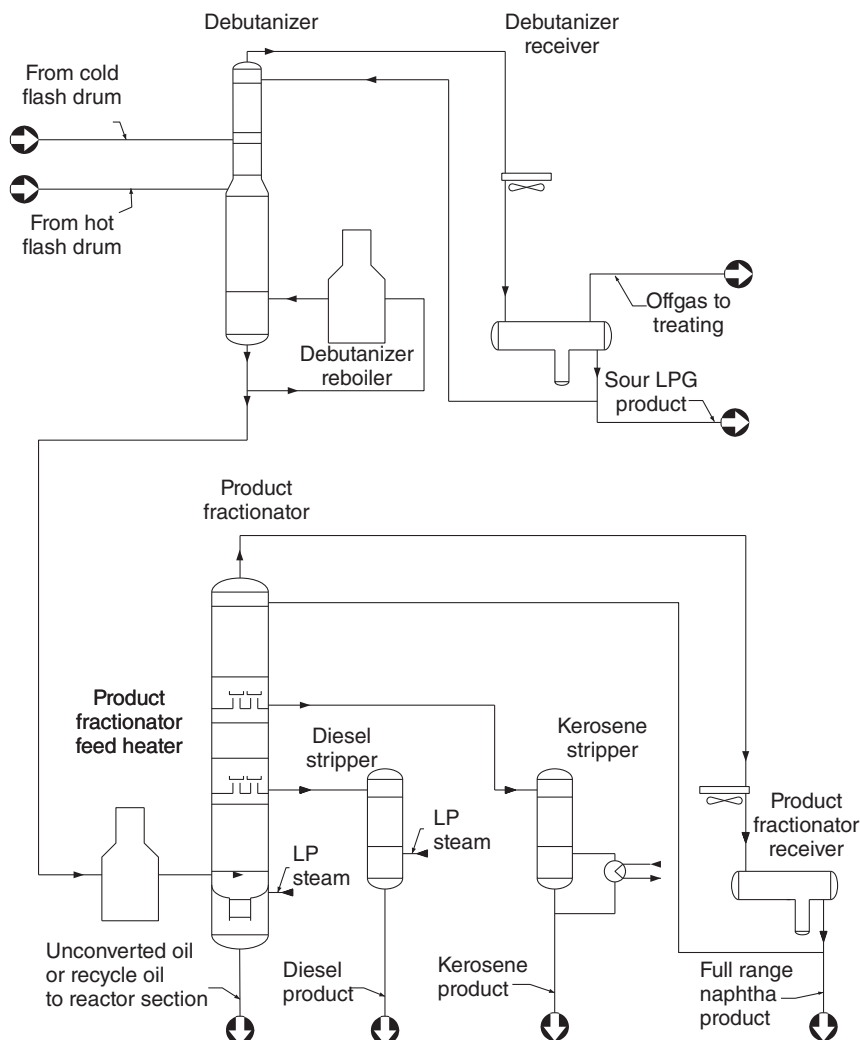 Debutanizer
Debutanizer
receiver
From cold
flash drum
From hot
flash drum
Offgas to
treating
Debutanizer
reboiler
Sour LPG
product
Product
fractionator
Product
fractionator
feed heater
Diesel
stripper
Kerosene
stripper
LP
steam
Product
fractionator
receiver
LP
steam
Unconverted oil
or recycle oil
to reactor section
Diesel
product
Kerosene
product
Full range
naphtha
product